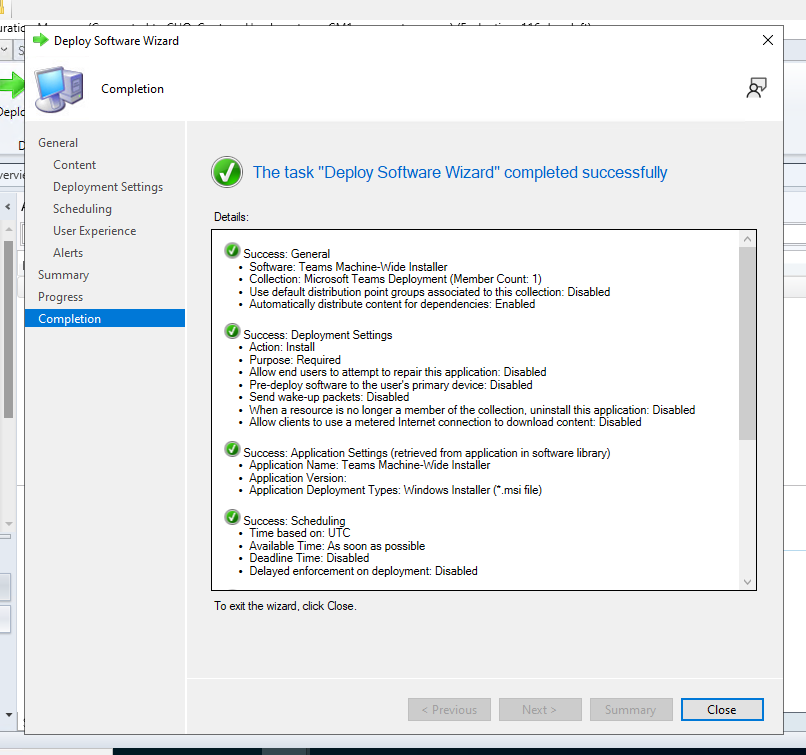 Deploy Software Wizard
Completion
General
Content
Deployment Settings
Scheduling
User Experience
Alerts
Summary
Progress
Completion
The task "Deploy Software Wizard" completed successfully
Details:
Success: General
• Software: Teams Machine-Wide Installer
• Collection: Microsoft Teams Deployment (Member Count: 1)
• Use default distribution point groups associated to this collection: Disabled
• Automatically distribute content for dependencies: Enabled
Success: Deployment Settings
• Action: Install
• Purpose: Required
• Allow end users to attempt to repair this application: Disabled
• Pre-deploy software to the user's primary device: Disabled
• Send wake-up packets: Disabled
• When a resource is no longer a member of the collection, uninstall this application: Disabled
• Allow clients to use a metered Internet connection to download content: Disabled
Success: Application Settings (retrieved from application in software library)
• Application Name: Teams Machine-Wide Installer
• Application Version:
• Application Deployment Types: Windows Installer (*.msi file)
Success: Scheduling
• Time based on: UTC
• Available Time: As soon as possible
• Deadline Time: Disabled
• Delayed enforcement on deployment: Disabled
To exit the wizard, click Close.
< Previous
Next >
Summary
Close